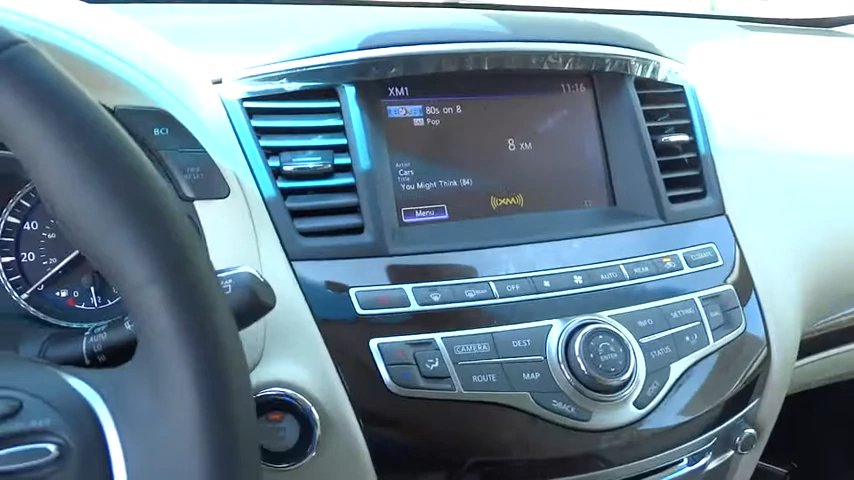 XM1
11:16
80s on 8
Pop
8 XM
Artist
Cars
Title
You Might Think (84)
Menu
XM
BCI
40
20
OFF
AUTO
REAR
CLIMATE
CAMERA
DEST
ROUTE
MAP
BACK
ENTER
INFO
SETTING
STATUS